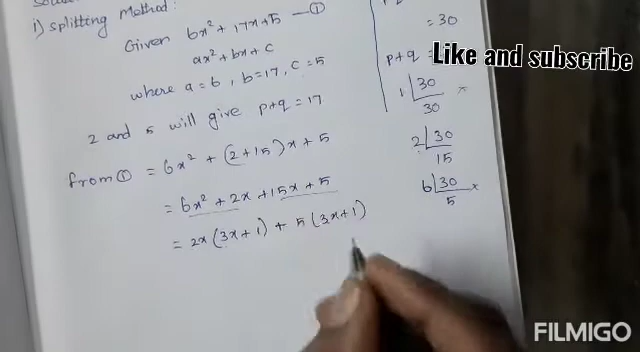 i) splitting Method:
Given 6x² + 17x + 5 — ①
ax² + bx + c
where a = 6, b = 17, c = 5
2 and 5 will give p+q = 17
from ① = 6x² + (2+15)x + 5
= 6x² + 2x + 15x + 5
= 2x (3x+1) + 5 (3x+1)
= 30
p+q =
Like and subscribe
1 | 30
30 ×
2 | 30
15
6 | 30 ×
5
FILMIGO